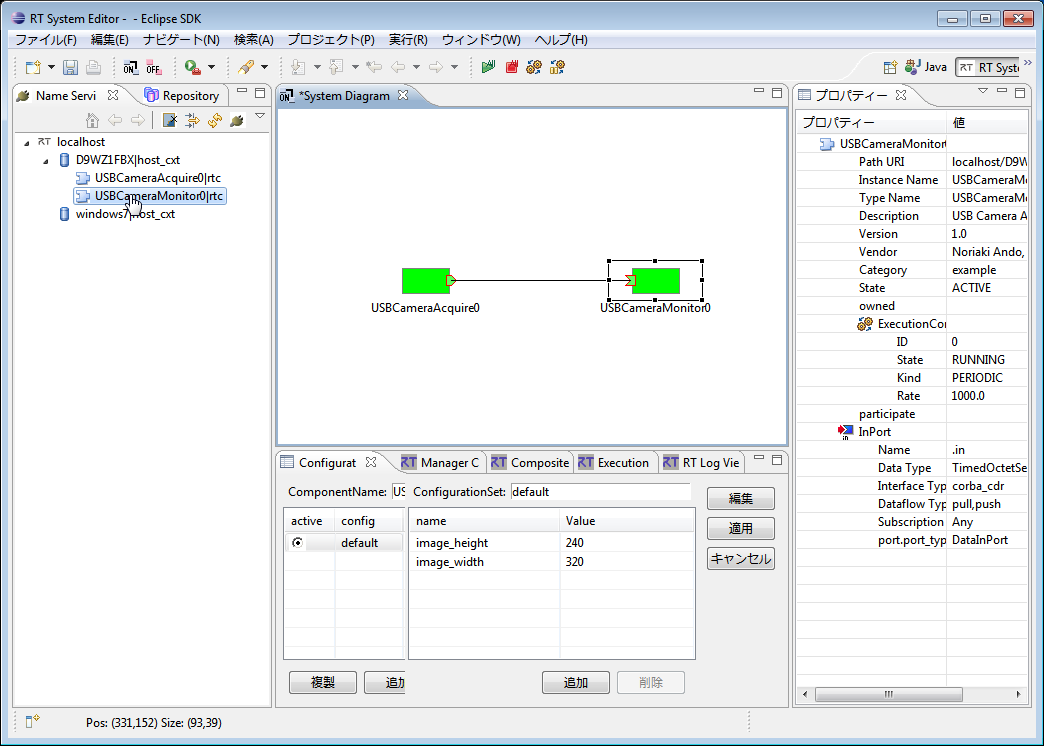 RT System Editor - - Eclipse SDK
ファイル(F) 編集(E) ナビゲート(N) 検索(A) プロジェクト(P) 実行(R) ウィンドウ(W) ヘルプ(H)
ON OFF Java RT Syste
Name Servi Repository
*System Diagram
プロパティー
RT localhost
D9WZ1FBX|host_cxt
USBCameraAcquire0|rtc
USBCameraMonitor0|rtc
windows7|host_cxt
USBCameraAcquire0
USBCameraMonitor0
プロパティー 値
USBCameraMonitor
Path URI localhost/D9W
Instance Name USBCameraMo
Type Name USBCameraMo
Description USB Camera A
Version 1.0
Vendor Noriaki Ando,
Category example
State ACTIVE
owned
ExecutionCor
ID 0
State RUNNING
Kind PERIODIC
Rate 1000.0
participate
InPort
Name .in
Data Type TimedOctetSe
Interface Typ corba_cdr
Dataflow Typ pull,push
Subscription Any
port.port_typ DataInPort
Configurat RT Manager C RT Composite RT Execution RT RT Log Vie
ComponentName: US ConfigurationSet: default
編集
適用
キャンセル
active config name Value
default image_height 240
image_width 320
複製 追加 追加 削除
Pos: (331,152) Size: (93,39)